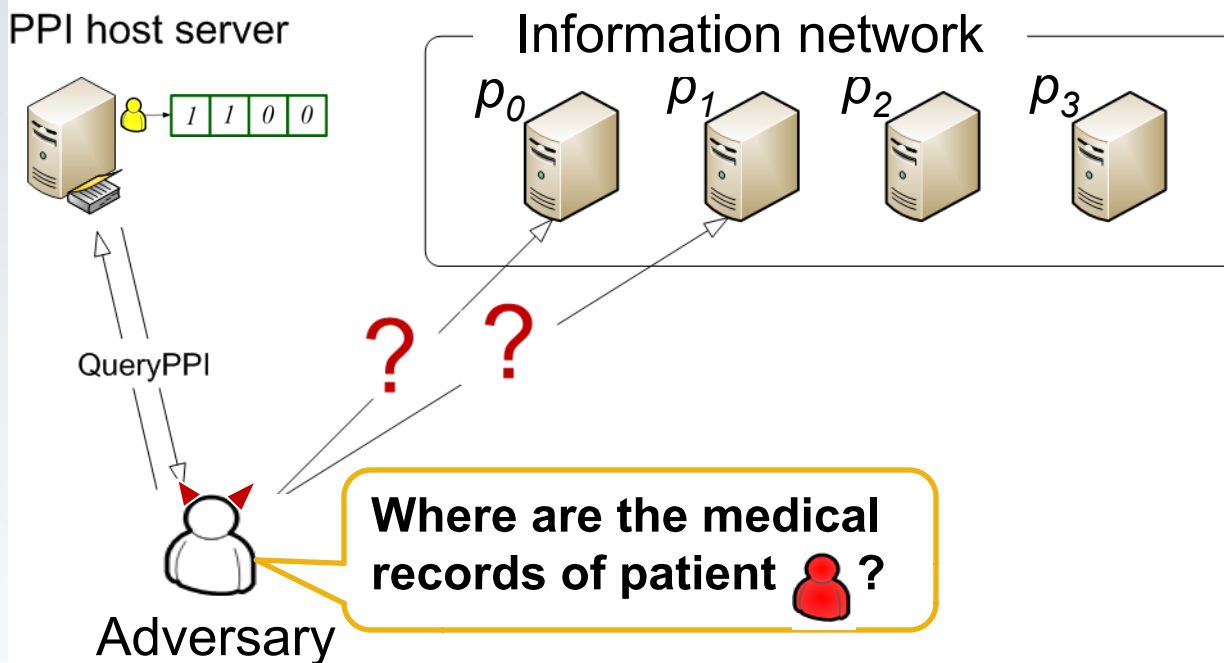 PPI host server
Information network
1 1 0 0
p0 p1 p2 p3
QueryPPI
? ?
Where are the medical
records of patient ?
Adversary